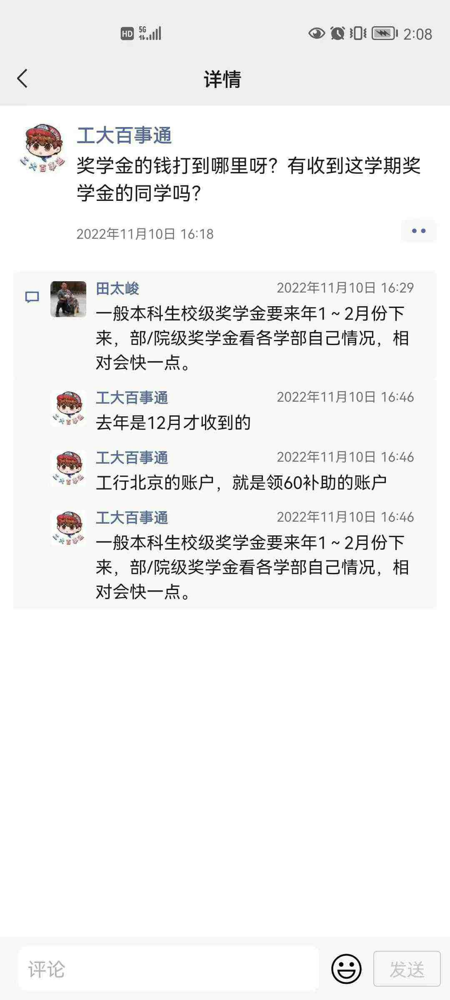 HD 5G 2:08
详情
工大百事通
奖学金的钱打到哪里呀？有收到这学期奖
学金的同学吗？
2022年11月10日 16:18
田太峻 2022年11月10日 16:29
一般本科生校级奖学金要来年1～2月份下
来，部/院级奖学金看各学部自己情况，相
对会快一点。
工大百事通 2022年11月10日 16:46
去年是12月才收到的
工大百事通 2022年11月10日 16:46
工行北京的账户，就是领60补助的账户
工大百事通 2022年11月10日 16:46
一般本科生校级奖学金要来年1～2月份下
来，部/院级奖学金看各学部自己情况，相
对会快一点。
评论 发送